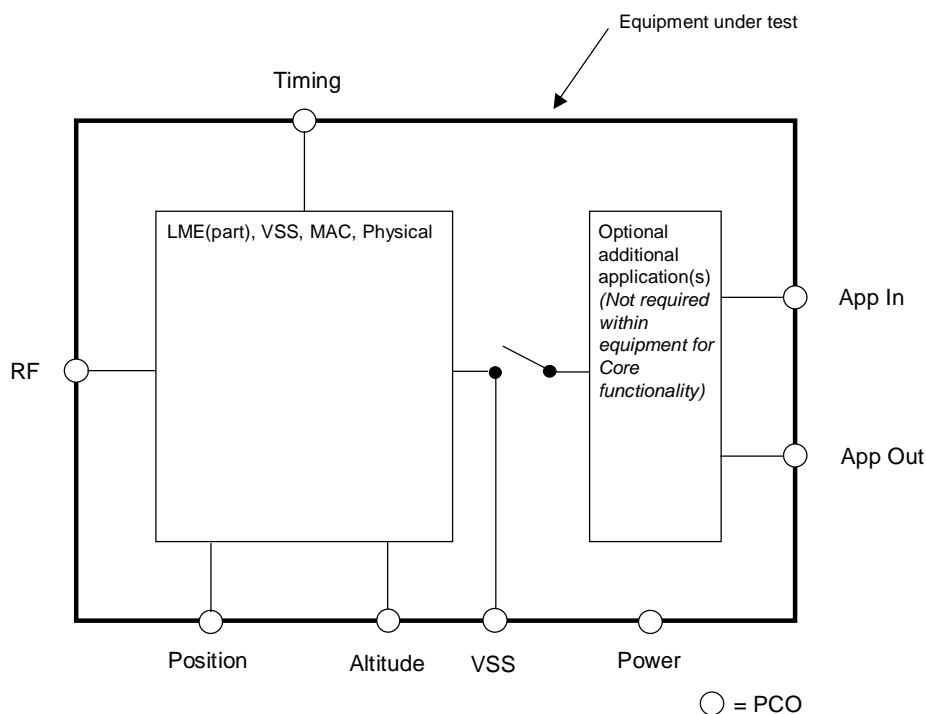 Equipment under test
Timing
LME(part), VSS, MAC, Physical
Optional
additional
application(s)
(Not required
within
equipment for
Core
functionality)
App In
RF
App Out
Position
Altitude
VSS
Power
= PCO